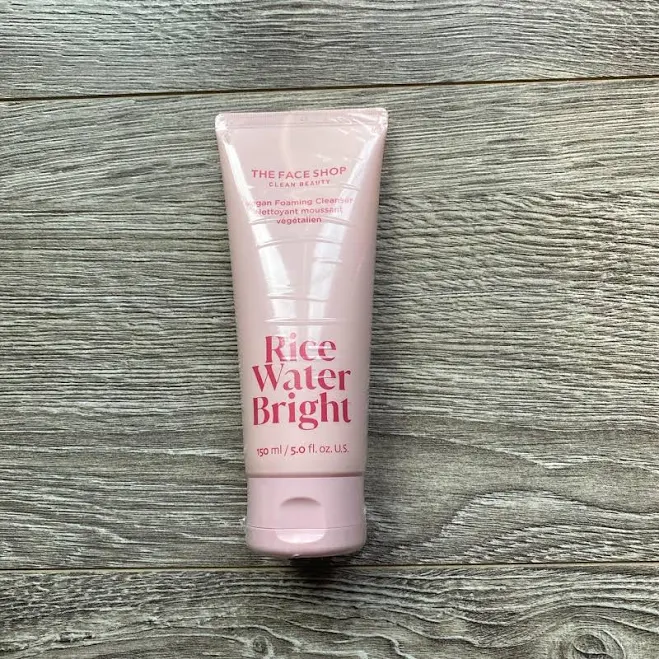 THE FACE SHOP
CLEAN BEAUTY
Vegan Foaming Cleanser
Nettoyant moussant
végétalien
Rice
Water
Bright
150 ml / 5.0 fl. oz. U.S.